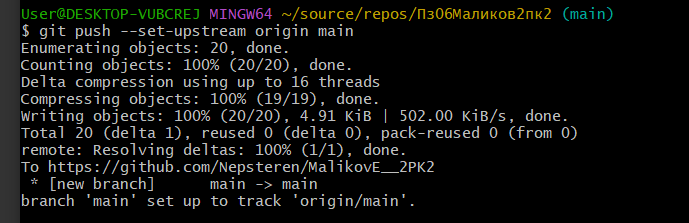 User@DESKTOP-VUBCREJ MINGW64 ~/source/repos/Пз06Маликов2пк2 (main)
$ git push --set-upstream origin main
Enumerating objects: 20, done.
Counting objects: 100% (20/20), done.
Delta compression using up to 16 threads
Compressing objects: 100% (19/19), done.
Writing objects: 100% (20/20), 4.91 KiB | 502.00 KiB/s, done.
Total 20 (delta 1), reused 0 (delta 0), pack-reused 0 (from 0)
remote: Resolving deltas: 100% (1/1), done.
To https://github.com/Nepsteren/MalikovE__2PK2
 * [new branch]      main -> main
branch 'main' set up to track 'origin/main'.